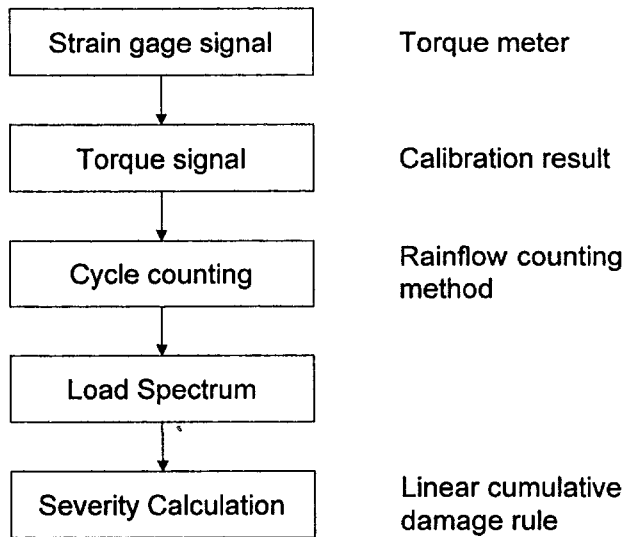 Strain gage signal
Torque meter
Torque signal
Calibration result
Cycle counting
Rainflow counting
method
Load Spectrum
Severity Calculation
Linear cumulative
damage rule